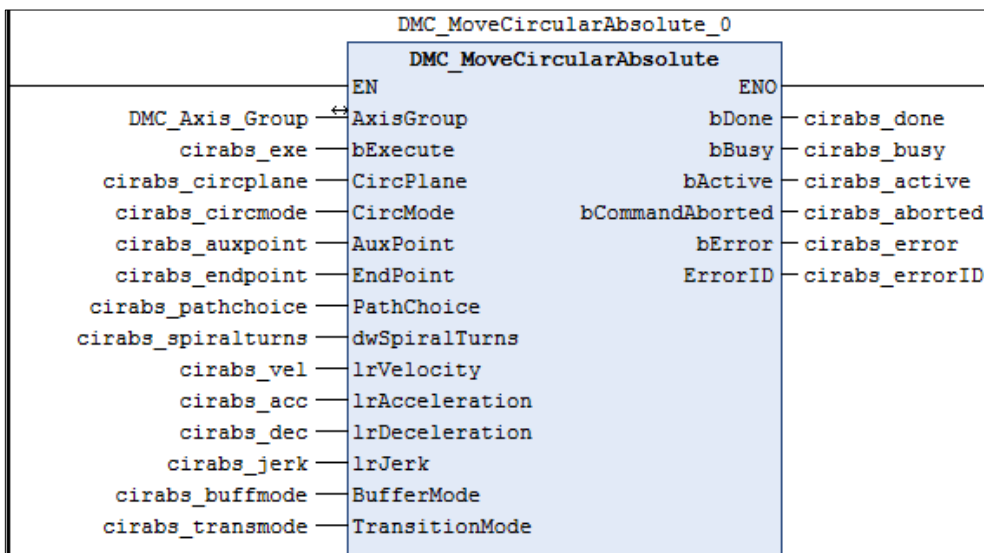 DMC_MoveCircularAbsolute_0
DMC_MoveCircularAbsolute
EN ENO
DMC_Axis_Group AxisGroup bDone cirabs_done
cirabs_exe bExecute bBusy cirabs_busy
cirabs_circplane CircPlane bActive cirabs_active
cirabs_circmode CircMode bCommandAborted cirabs_aborted
cirabs_auxpoint AuxPoint bError cirabs_error
cirabs_endpoint EndPoint ErrorID cirabs_errorID
cirabs_pathchoice PathChoice
cirabs_spiralturns dwSpiralTurns
cirabs_vel lrVelocity
cirabs_acc lrAcceleration
cirabs_dec lrDeceleration
cirabs_jerk lrJerk
cirabs_buffmode BufferMode
cirabs_transmode TransitionMode